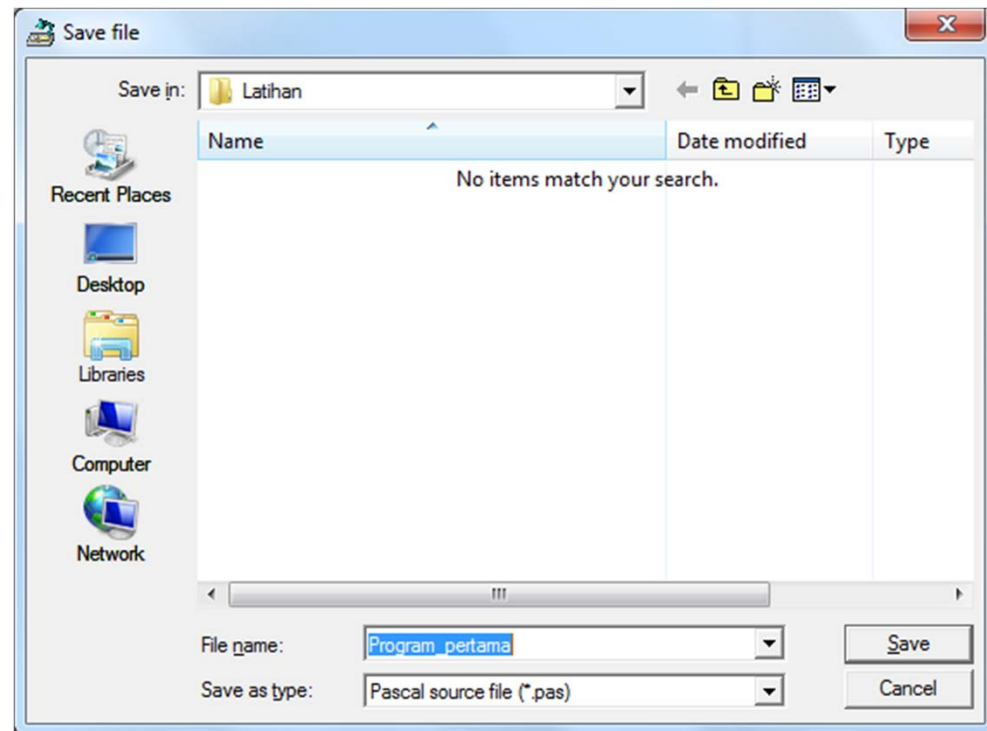 Save file
Save in: Latihan
Name Date modified Type
No items match your search.
Recent Places
Desktop
Libraries
Computer
Network
File name: Program_pertama Save
Save as type: Pascal source file (*.pas) Cancel